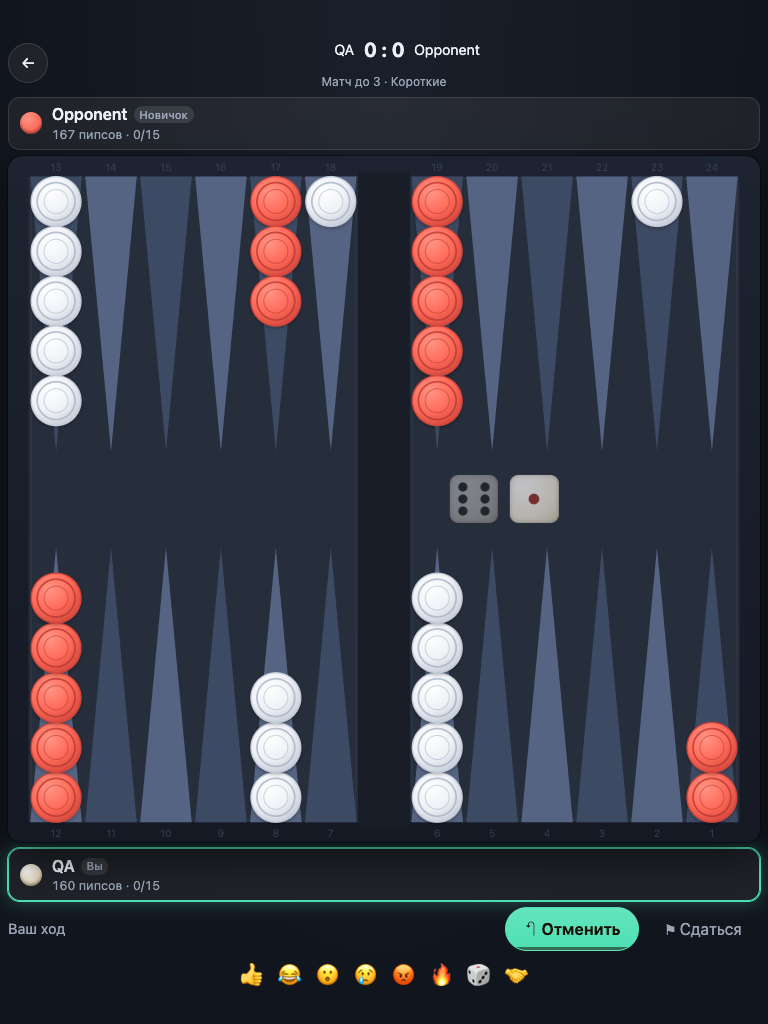 QA 0 : 0 Opponent
Матч до 3 · Короткие
Opponent Новичок
167 пипсов · 0/15
13 14 15 16 17 18 19 20 21 22 23 24
12 11 10 9 8 7 6 5 4 3 2 1
QA Вы
160 пипсов · 0/15
Ваш ход
Отменить
Сдаться